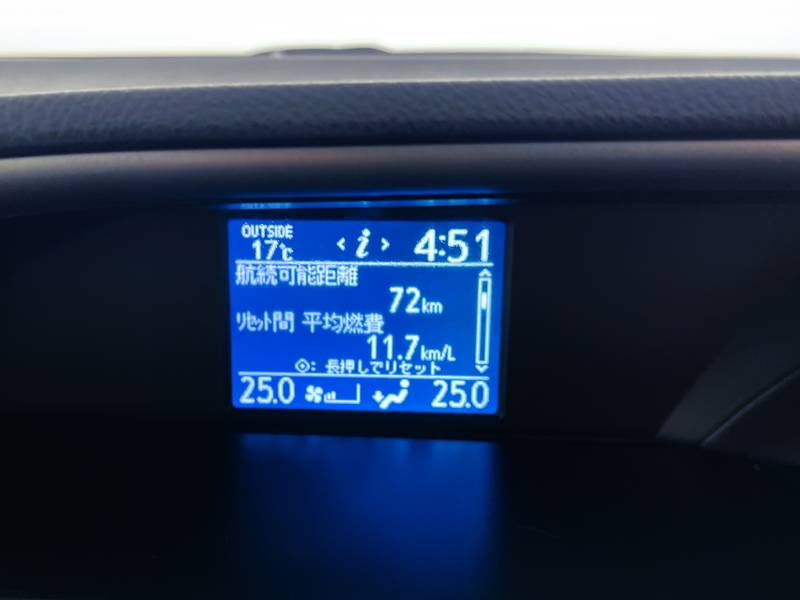 OUTSIDE
17℃ < i > 4:51
航続可能距離
72km
リセット間 平均燃費
11.7km/L
: 長押しでリセット
25.0 25.0